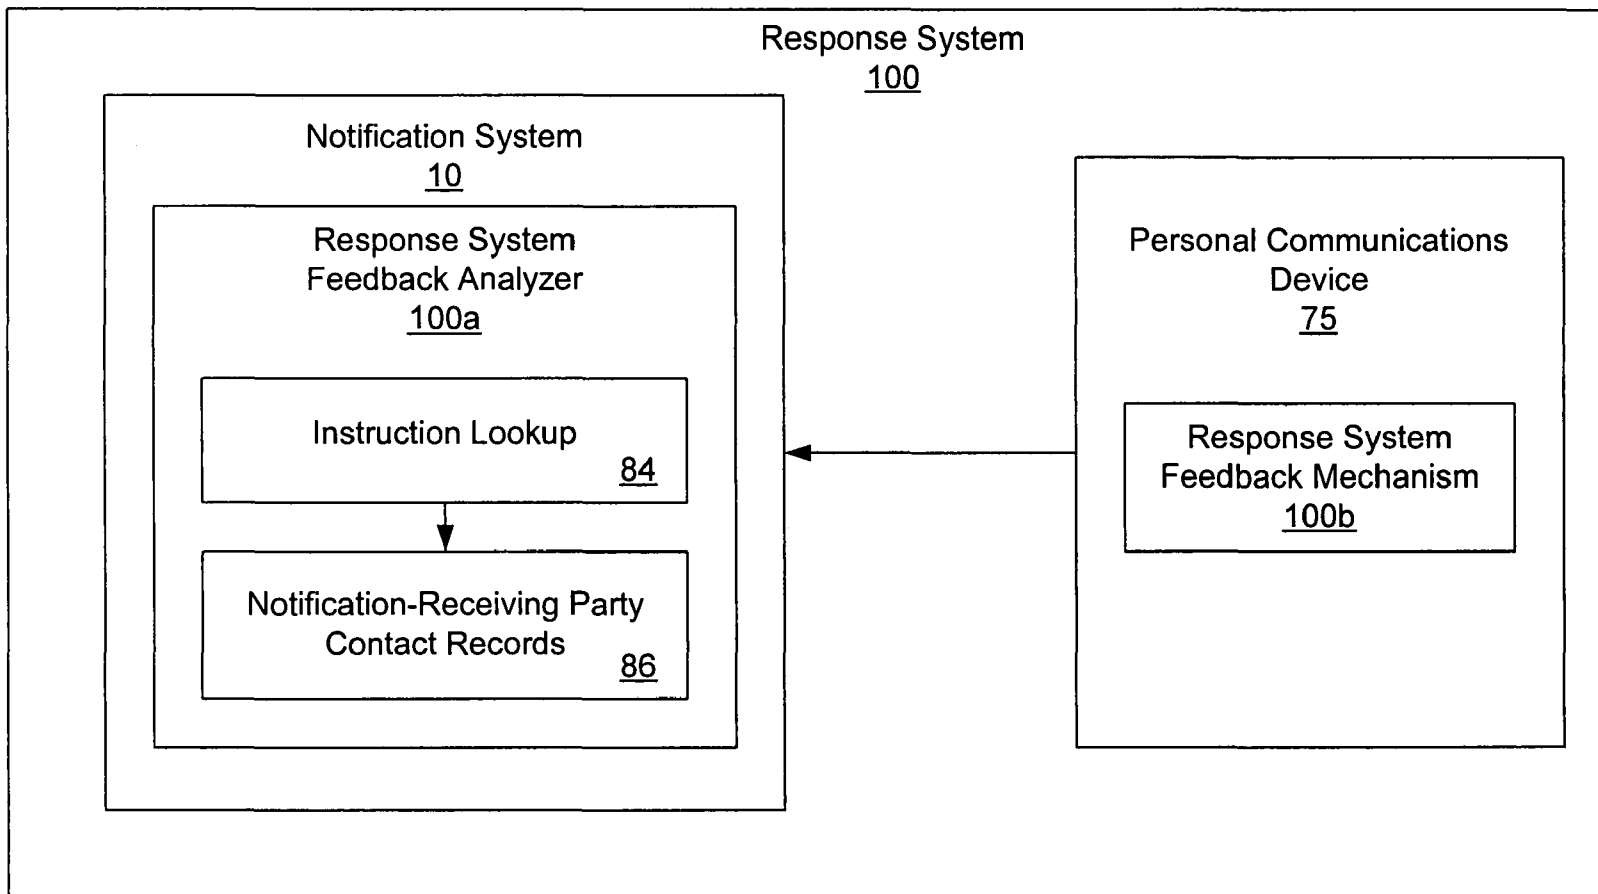 Response System
100
Notification System
10
Response System
Feedback Analyzer
100a
Instruction Lookup
84
Notification-Receiving Party
Contact Records
86
Personal Communications
Device
75
Response System
Feedback Mechanism
100b